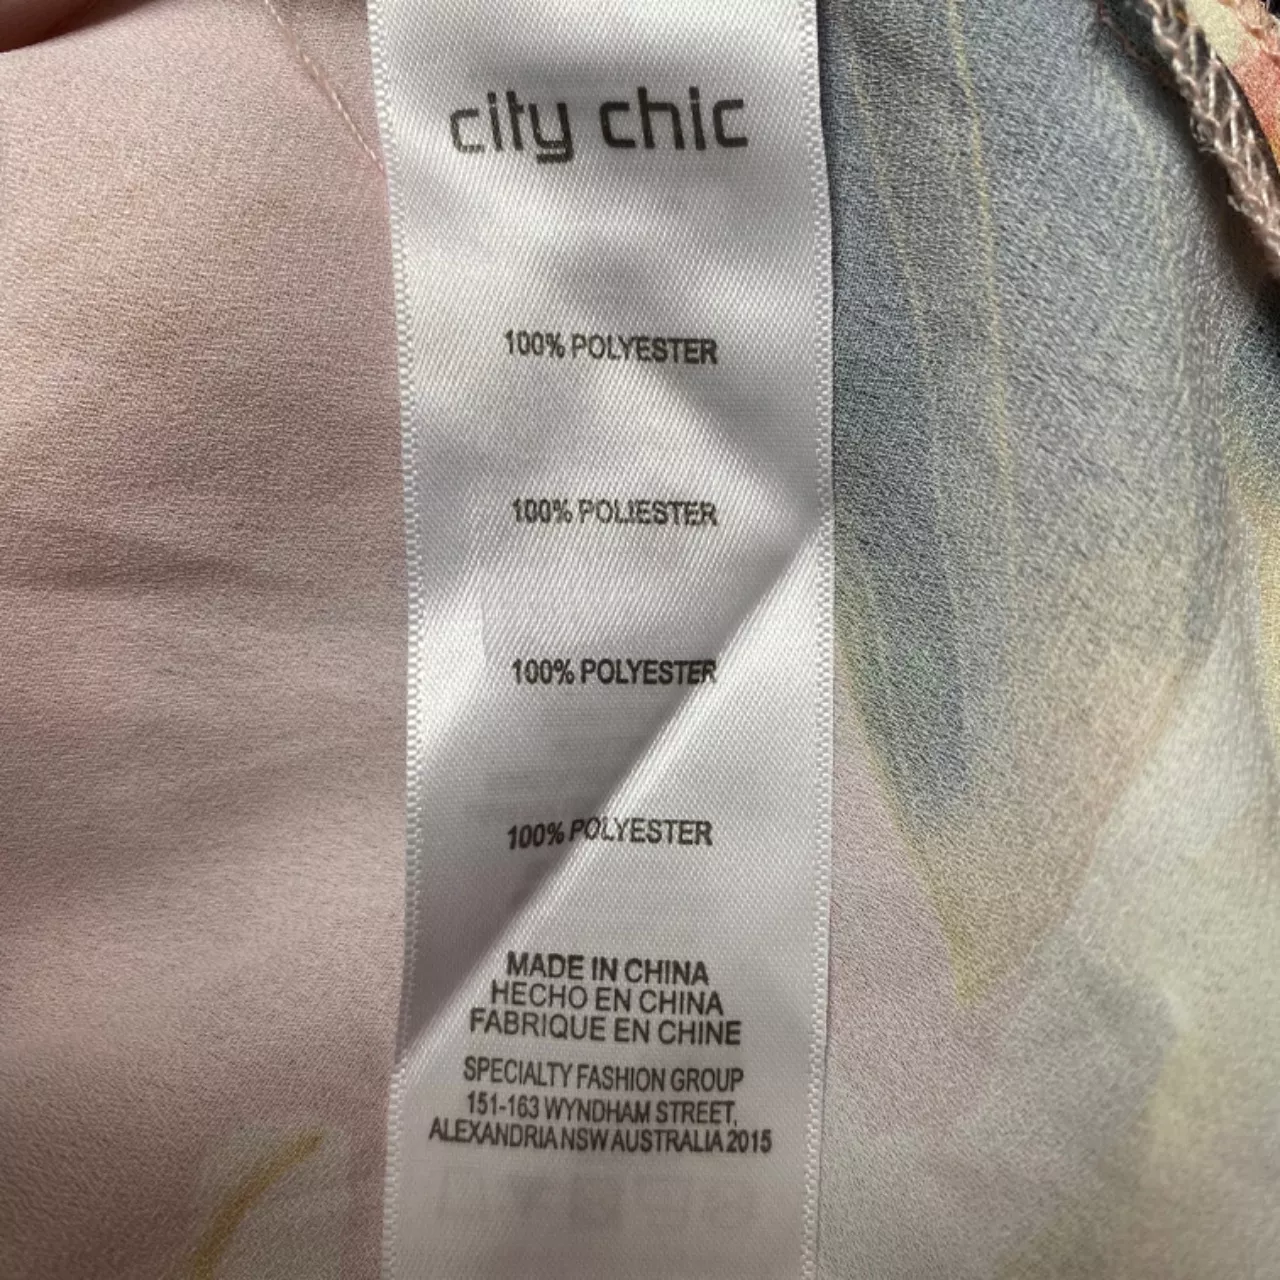 city chic
100% POLYESTER
100% POLIESTER
100% POLYESTER
100% POLYESTER
MADE IN CHINA
HECHO EN CHINA
FABRIQUE EN CHINE
SPECIALTY FASHION GROUP
151-163 WYNDHAM STREET,
ALEXANDRIA NSW AUSTRALIA 2015